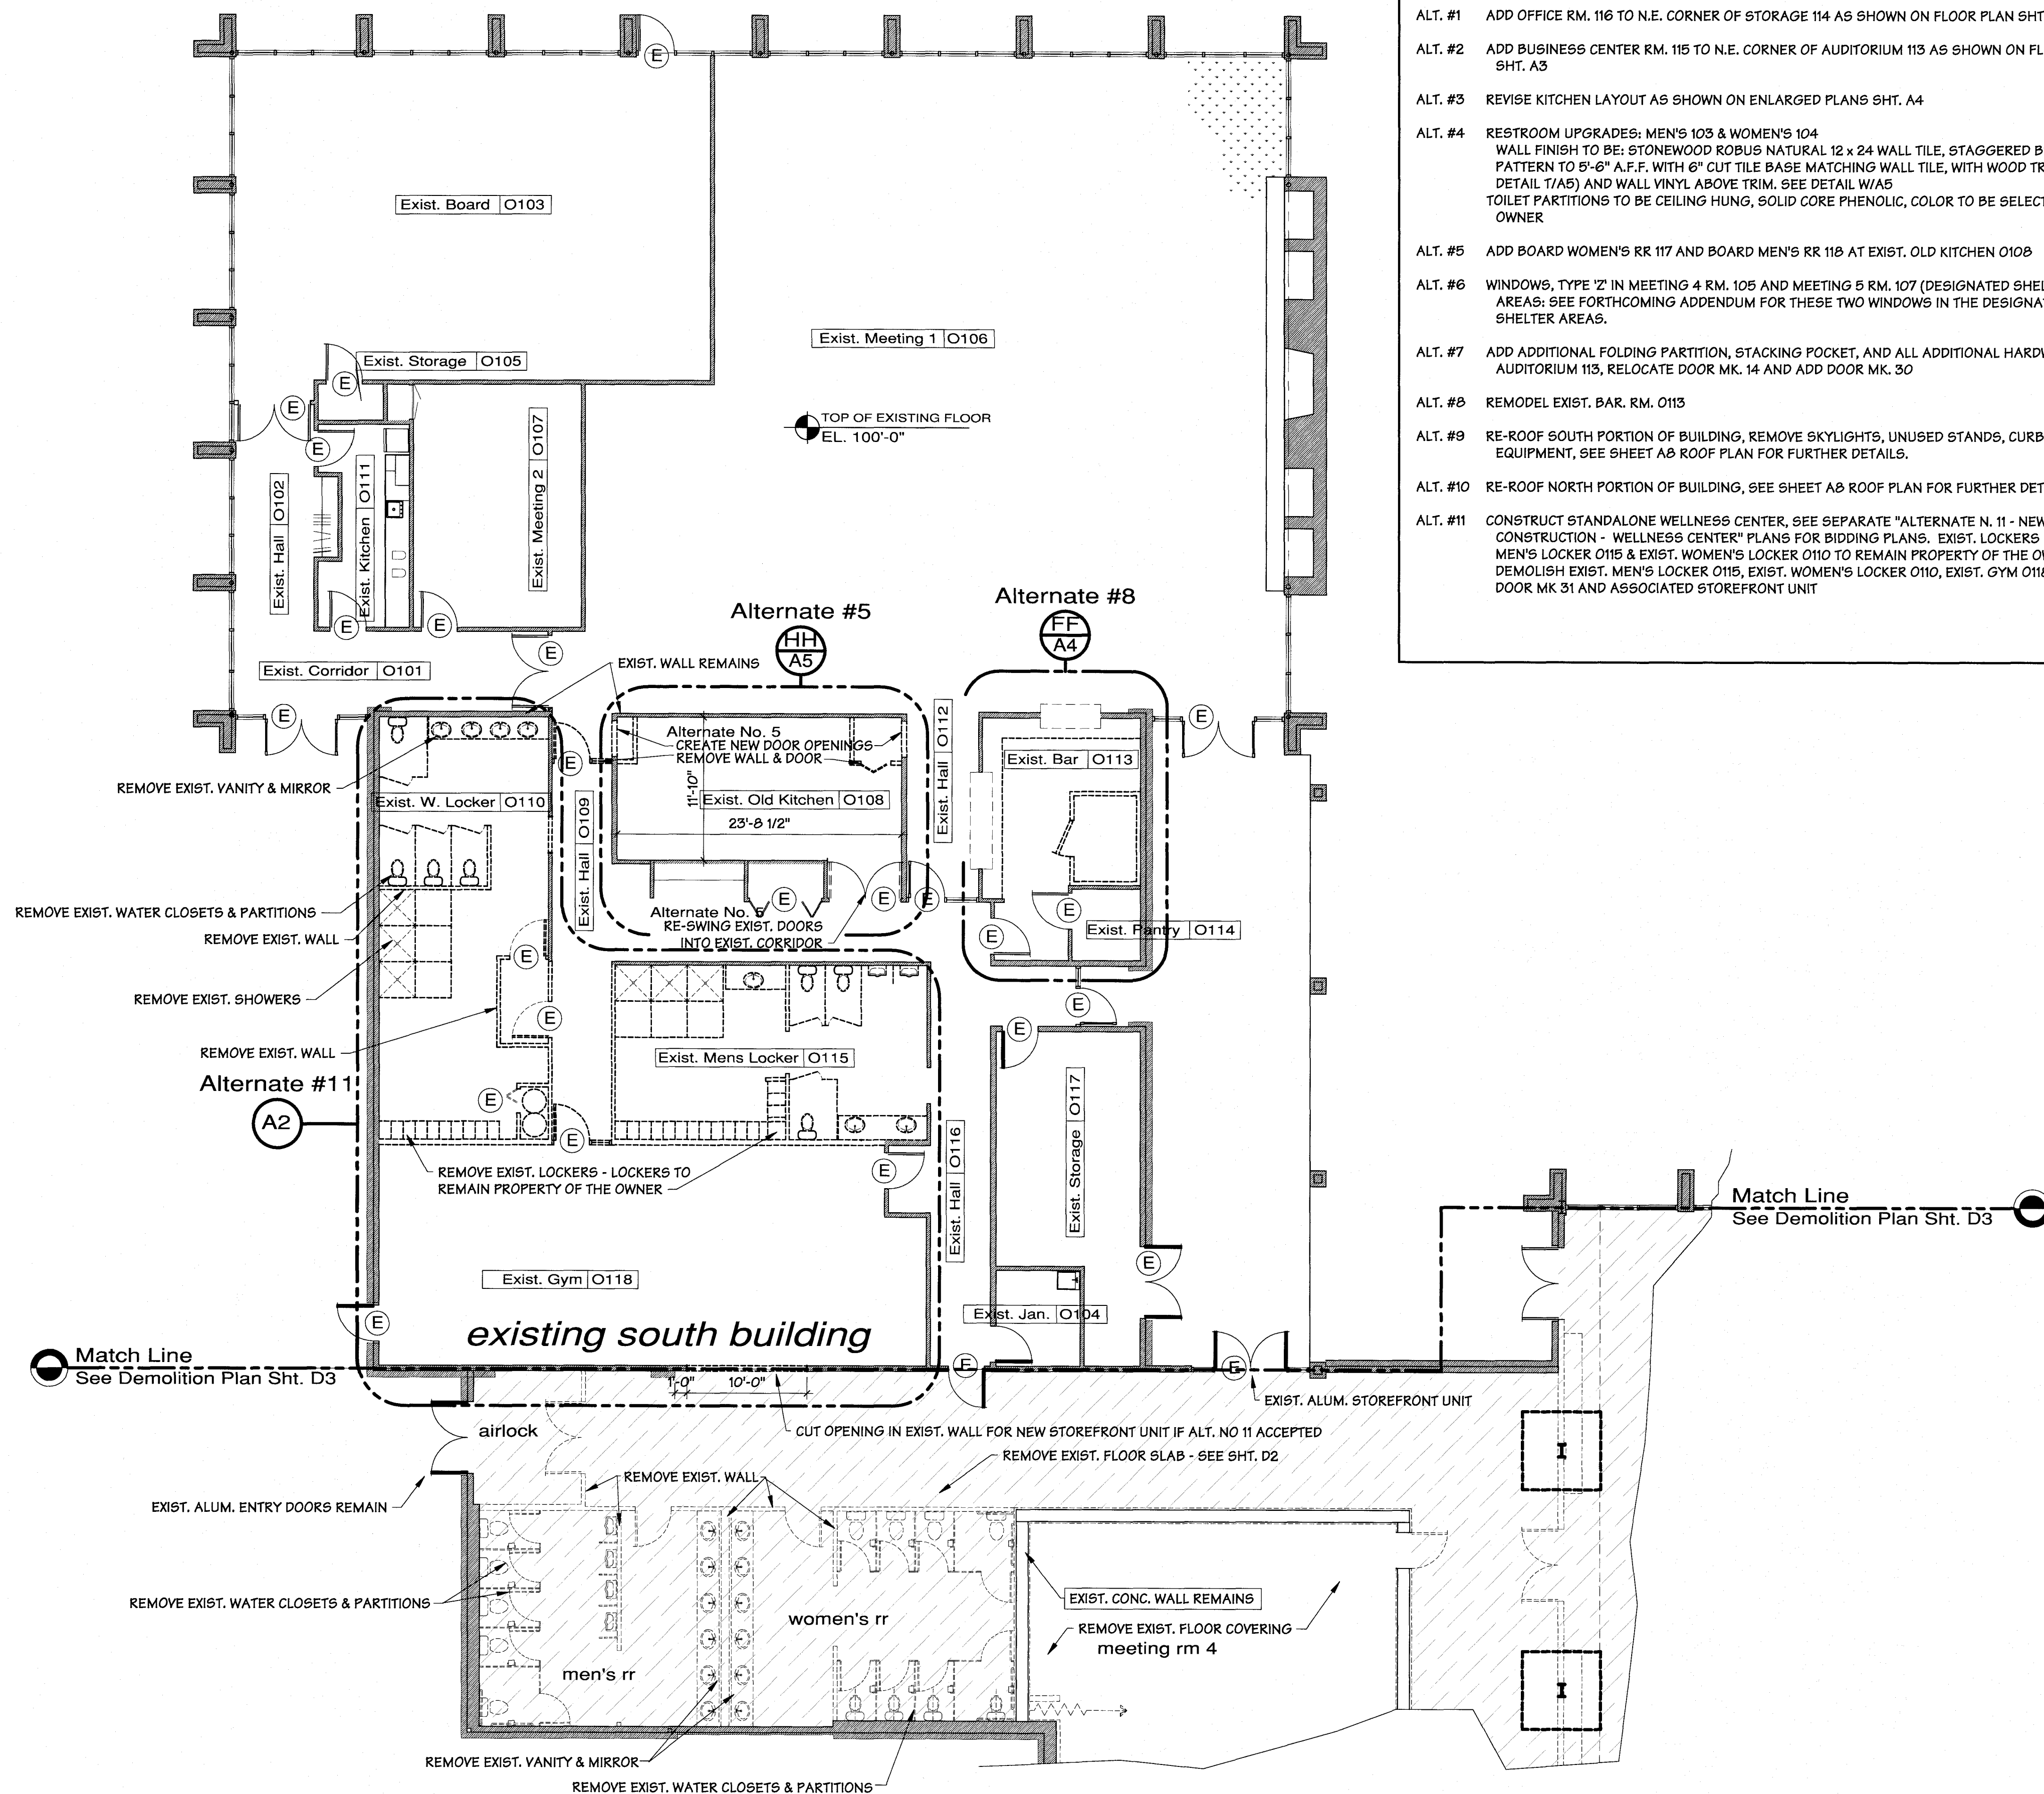 ALT. #1 ADD OFFICE RM. 116 TO N.E. CORNER OF STORAGE 114 AS SHOWN ON FLOOR PLAN SHT
ALT. #2 ADD BUSINESS CENTER RM. 115 TO N.E. CORNER OF AUDITORIUM 113 AS SHOWN ON FL
SHT. A3
ALT. #3 REVISE KITCHEN LAYOUT AS SHOWN ON ENLARGED PLANS SHT. A4
ALT. #4 RESTROOM UPGRADES: MEN'S 103 & WOMEN'S 104
WALL FINISH TO BE: STONEWOOD ROBUS NATURAL 12 x 24 WALL TILE, STAGGERED B
PATTERN TO 5'-6" A.F.F. WITH 6" CUT TILE BASE MATCHING WALL TILE, WITH WOOD TR
DETAIL T/A5) AND WALL VINYL ABOVE TRIM. SEE DETAIL W/A5
TOILET PARTITIONS TO BE CEILING HUNG, SOLID CORE PHENOLIC, COLOR TO BE SELECT
OWNER
ALT. #5 ADD BOARD WOMEN'S RR 117 AND BOARD MEN'S RR 118 AT EXIST. OLD KITCHEN O108
ALT. #6 WINDOWS, TYPE 'Z' IN MEETING 4 RM. 105 AND MEETING 5 RM. 107 (DESIGNATED SHEL
AREAS: SEE FORTHCOMING ADDENDUM FOR THESE TWO WINDOWS IN THE DESIGNA
SHELTER AREAS.
ALT. #7 ADD ADDITIONAL FOLDING PARTITION, STACKING POCKET, AND ALL ADDITIONAL HARDW
AUDITORIUM 113, RELOCATE DOOR MK. 14 AND ADD DOOR MK. 30
ALT. #8 REMODEL EXIST. BAR. RM. O113
ALT. #9 RE-ROOF SOUTH PORTION OF BUILDING, REMOVE SKYLIGHTS, UNUSED STANDS, CURB
EQUIPMENT, SEE SHEET A8 ROOF PLAN FOR FURTHER DETAILS.
ALT. #10 RE-ROOF NORTH PORTION OF BUILDING, SEE SHEET A8 ROOF PLAN FOR FURTHER DET
ALT. #11 CONSTRUCT STANDALONE WELLNESS CENTER, SEE SEPARATE "ALTERNATE N. 11 - NEW
CONSTRUCTION - WELLNESS CENTER" PLANS FOR BIDDING PLANS. EXIST. LOCKERS
MEN'S LOCKER O115 & EXIST. WOMEN'S LOCKER O110 TO REMAIN PROPERTY OF THE OW
DEMOLISH EXIST. MEN'S LOCKER O115, EXIST. WOMEN'S LOCKER O110, EXIST. GYM O118
DOOR MK 31 AND ASSOCIATED STOREFRONT UNIT
E
Exist. Board O103
Exist. Meeting 1 O106
Exist. Storage O105
E
E
E
TOP OF EXISTING FLOOR
EL. 100'-0"
Exist. Hall O102
Exist. Kitchen O111
Exist. Meeting 2 O107
E
E
E
Exist. Corridor O101
E
Alternate #5
HH
A5
Alternate #8
FF
A4
EXIST. WALL REMAINS
E
Alternate No. 5
CREATE NEW DOOR OPENINGS
REMOVE WALL & DOOR
E
11'-10"
Exist. Old Kitchen O108
23'-8 1/2"
Exist. Hall O112
Exist. Bar O113
REMOVE EXIST. VANITY & MIRROR
Exist. W. Locker O110
Exist. Hall O109
E
E
E
E
Alternate No. 5
RE-SWING EXIST. DOORS
INTO EXIST. CORRIDOR
Exist. Pantry O114
E
REMOVE EXIST. WATER CLOSETS & PARTITIONS
REMOVE EXIST. WALL
E
REMOVE EXIST. SHOWERS
E
E
E
REMOVE EXIST. WALL
Exist. Mens Locker O115
Alternate #11
A2
E
E
E
Exist. Storage O117
Exist. Hall O116
REMOVE EXIST. LOCKERS - LOCKERS TO
REMAIN PROPERTY OF THE OWNER
Match Line
See Demolition Plan Sht. D3
E
Exist. Gym O118
Exist. Jan. O104
E
existing south building
Match Line
See Demolition Plan Sht. D3
E
E
1'-0" 10'-0"
EXIST. ALUM. STOREFRONT UNIT
airlock
CUT OPENING IN EXIST. WALL FOR NEW STOREFRONT UNIT IF ALT. NO 11 ACCEPTED
REMOVE EXIST. FLOOR SLAB - SEE SHT. D2
REMOVE EXIST. WALL
EXIST. ALUM. ENTRY DOORS REMAIN
REMOVE EXIST. WATER CLOSETS & PARTITIONS
EXIST. CONC. WALL REMAINS
women's rr
REMOVE EXIST. FLOOR COVERING
meeting rm 4
men's rr
REMOVE EXIST. VANITY & MIRROR
REMOVE EXIST. WATER CLOSETS & PARTITIONS